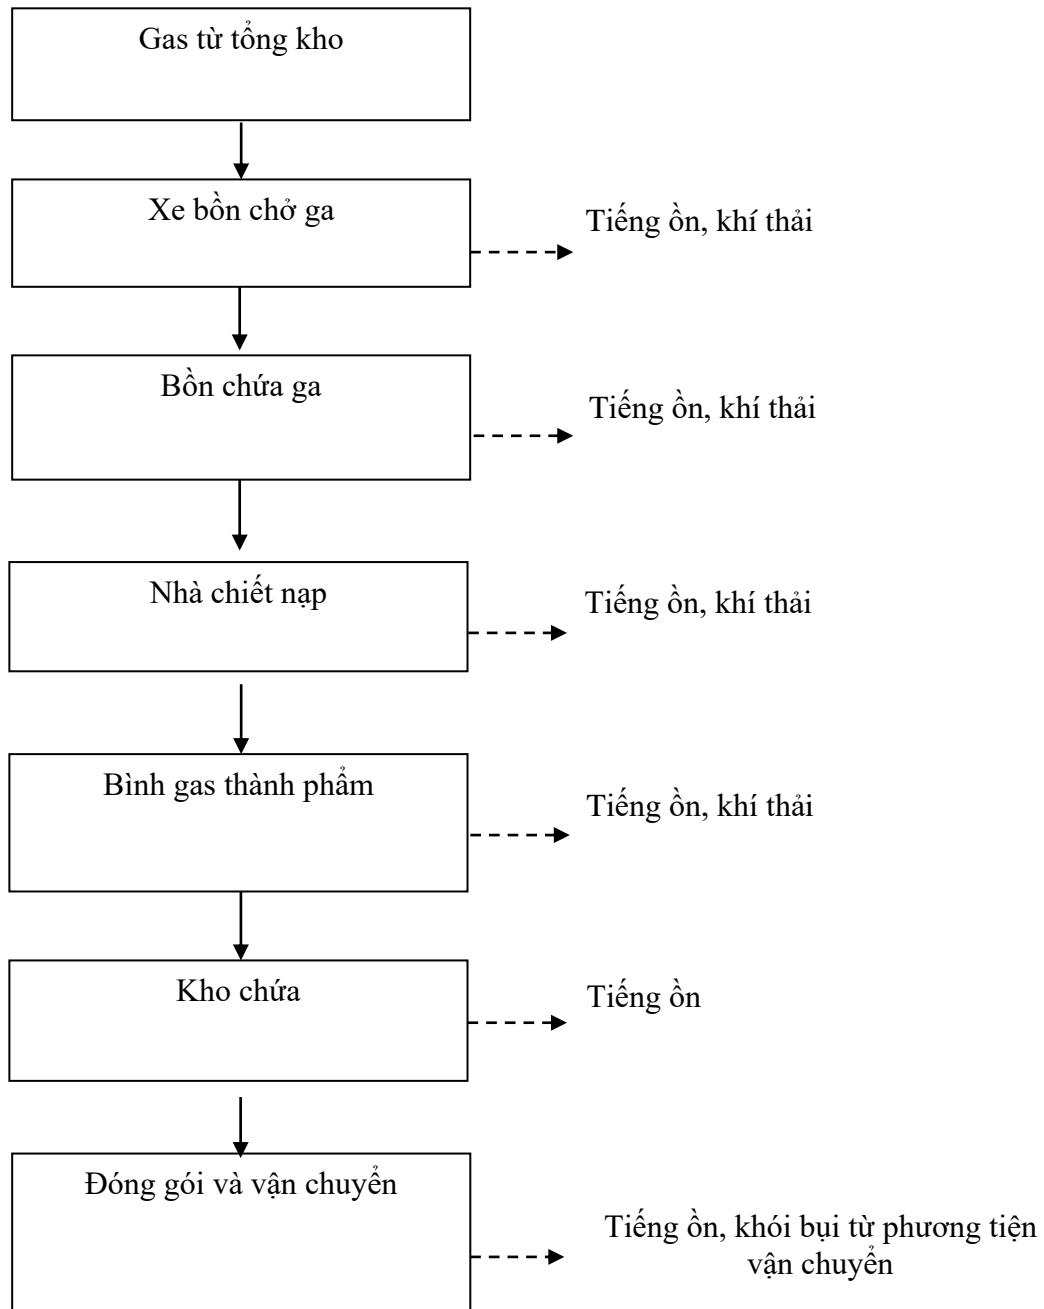 Gas từ tổng kho
Xe bồn chở ga
Tiếng ồn, khí thải
Bồn chứa ga
Tiếng ồn, khí thải
Nhà chiết nạp
Tiếng ồn, khí thải
Bình gas thành phẩm
Tiếng ồn, khí thải
Kho chứa
Tiếng ồn
Đóng gói và vận chuyển
Tiếng ồn, khói bụi từ phương tiện
vận chuyển